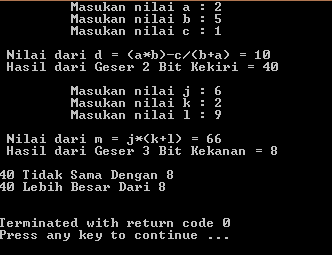 Masukan nilai a : 2
Masukan nilai b : 5
Masukan nilai c : 1
Nilai dari d = (a*b)-c/(b+a) = 10
Hasil dari Geser 2 Bit Kekiri = 40
Masukan nilai j : 6
Masukan nilai k : 2
Masukan nilai l : 9
Nilai dari m = j*(k+l) = 66
Hasil dari Geser 3 Bit Kekanan = 8
40 Tidak Sama Dengan 8
40 Lebih Besar Dari 8
Terminated with return code 0
Press any key to continue ...